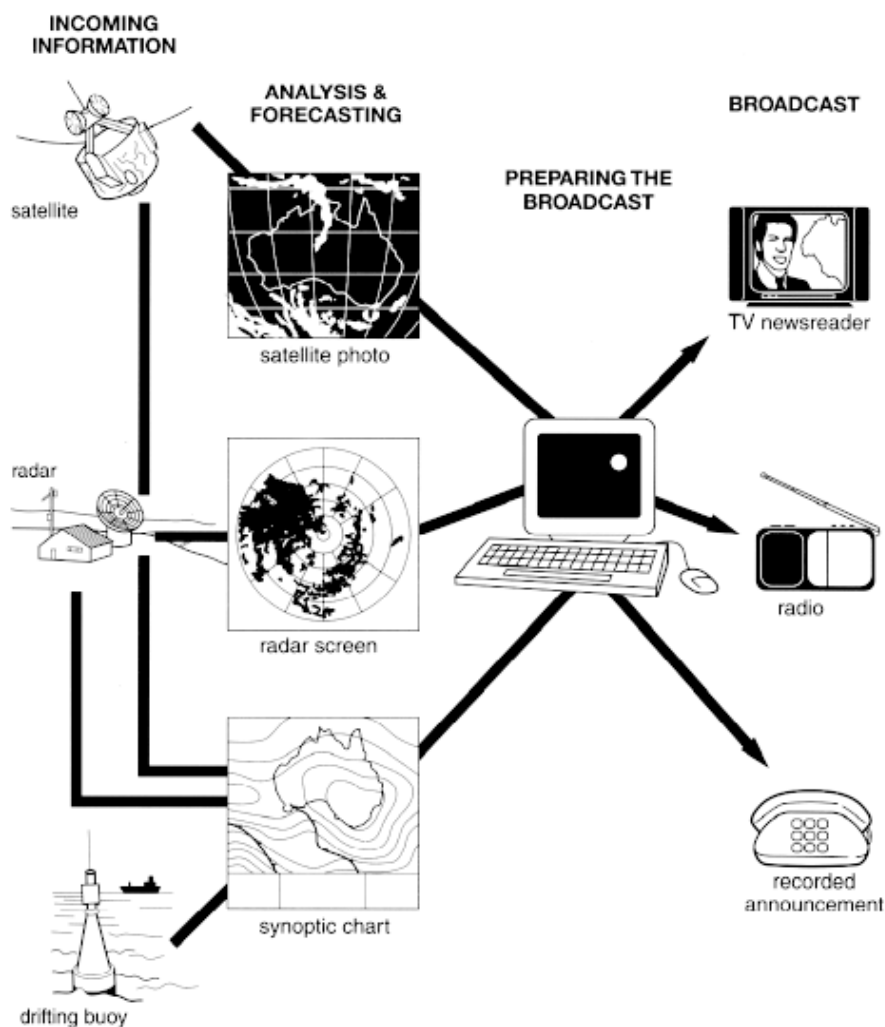 INCOMING
INFORMATION
satellite
radar
drifting buoy
ANALYSIS &
FORECASTING
satellite photo
radar screen
synoptic chart
PREPARING THE
BROADCAST
BROADCAST
TV newsreader
radio
recorded
announcement